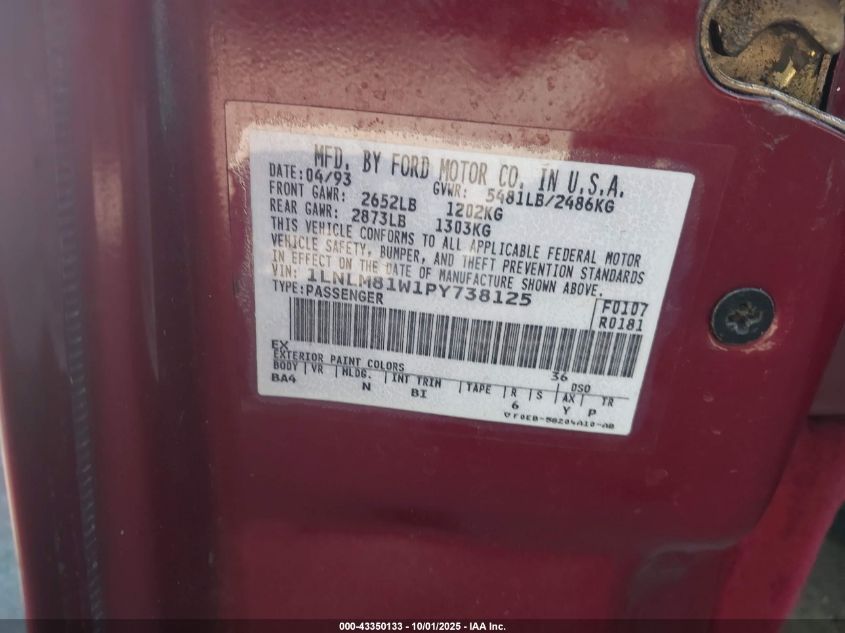 MFD. BY FORD MOTOR CO. IN U.S.A.
DATE: 04/93 GVWR: 5481LB/2486KG
FRONT GAWR: 2652LB 1202KG
REAR GAWR: 2873LB 1303KG
THIS VEHICLE CONFORMS TO ALL APPLICABLE FEDERAL MOTOR
VEHICLE SAFETY, BUMPER, AND THEFT PREVENTION STANDARDS
IN EFFECT ON THE DATE OF MANUFACTURE SHOWN ABOVE.
VIN: 1LNLM81W1PY738125
TYPE: PASSENGER
F0107
R0181
EX 36
EXTERIOR PAINT COLORS DSO
BODY VR MLDG. INT TRIM TAPE R S AX TR
BA4 N BI 6 Y P
▽F0EB-58204A10-AB
000-43350133 - 10/01/2025 - IAA Inc.